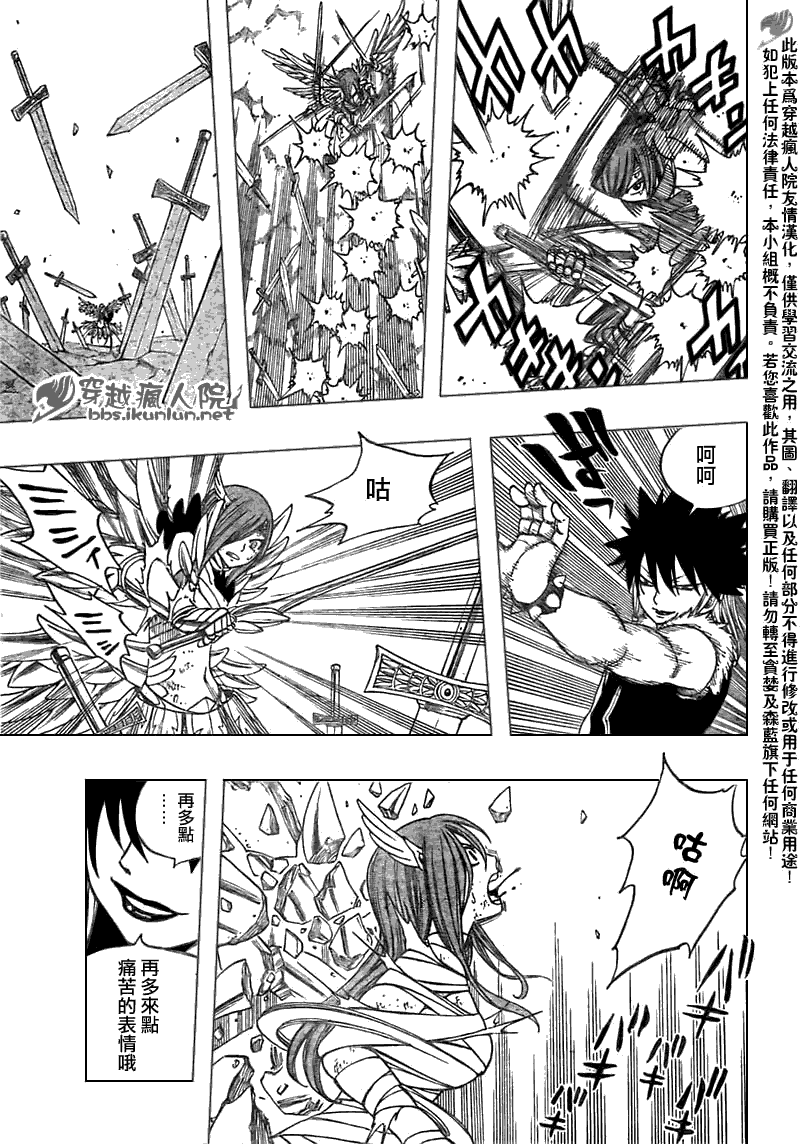 ガガガガガガ
呵呵
咕
咕啊
再多點
……
再多來點
痛苦的表情哦
穿越瘋人院
bbs.ikunlun.net
此版本爲穿越瘋人院友情漢化，僅供學習交流之用，其圖、翻譯以及任何部分不得進行修改或用于任何商業用途！
如犯上任何法律責任，本小組概不負責。若您喜歡此作品，請購買正版！請勿轉至貪婪及森藍旗下任何網站！